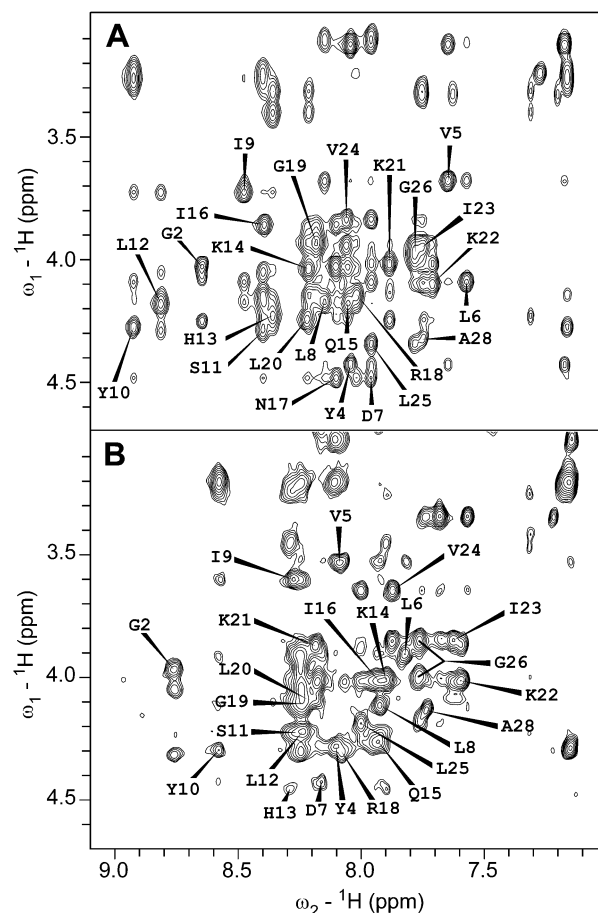 A
I9
V24
K21
V5
G19
G26
I16
I23
L12
G2
K14
K22
L6
H13
S11
L20
L8
Q15
R18
A28
Y10
N17
Y4
D7
L25
3.5
4.0
4.5
ω1 - 1H (ppm)
B
V5
I9
V24
I16
K14
L6
K21
I23
G2
L20
G26
G19
K22
S11
A28
L8
L12
L25
Y10
H13
D7
Y4
R18
Q15
3.5
4.0
4.5
ω1 - 1H (ppm)
9.0 8.5 8.0 7.5
ω2 - 1H (ppm)